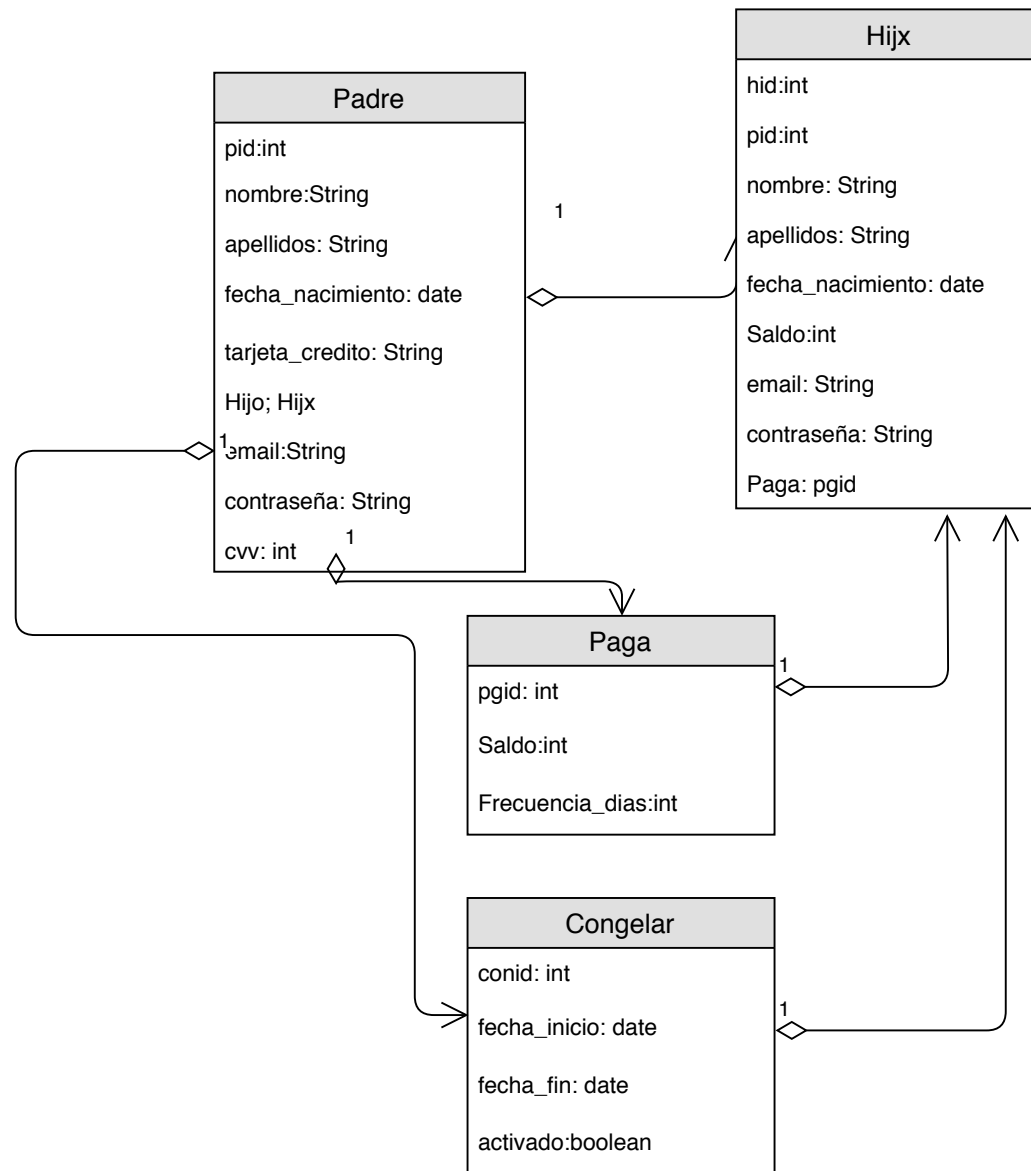 Hijx
hid:int
pid:int
nombre: String
apellidos: String
fecha_nacimiento: date
Saldo:int
email: String
contraseña: String
Paga: pgid
Padre
pid:int
nombre:String
apellidos: String
fecha_nacimiento: date
tarjeta_credito: String
Hijo; Hijx
email:String
contraseña: String
cvv: int
1
1
1
Paga
pgid: int
Saldo:int
Frecuencia_dias:int
1
Congelar
conid: int
fecha_inicio: date
fecha_fin: date
activado:boolean
1